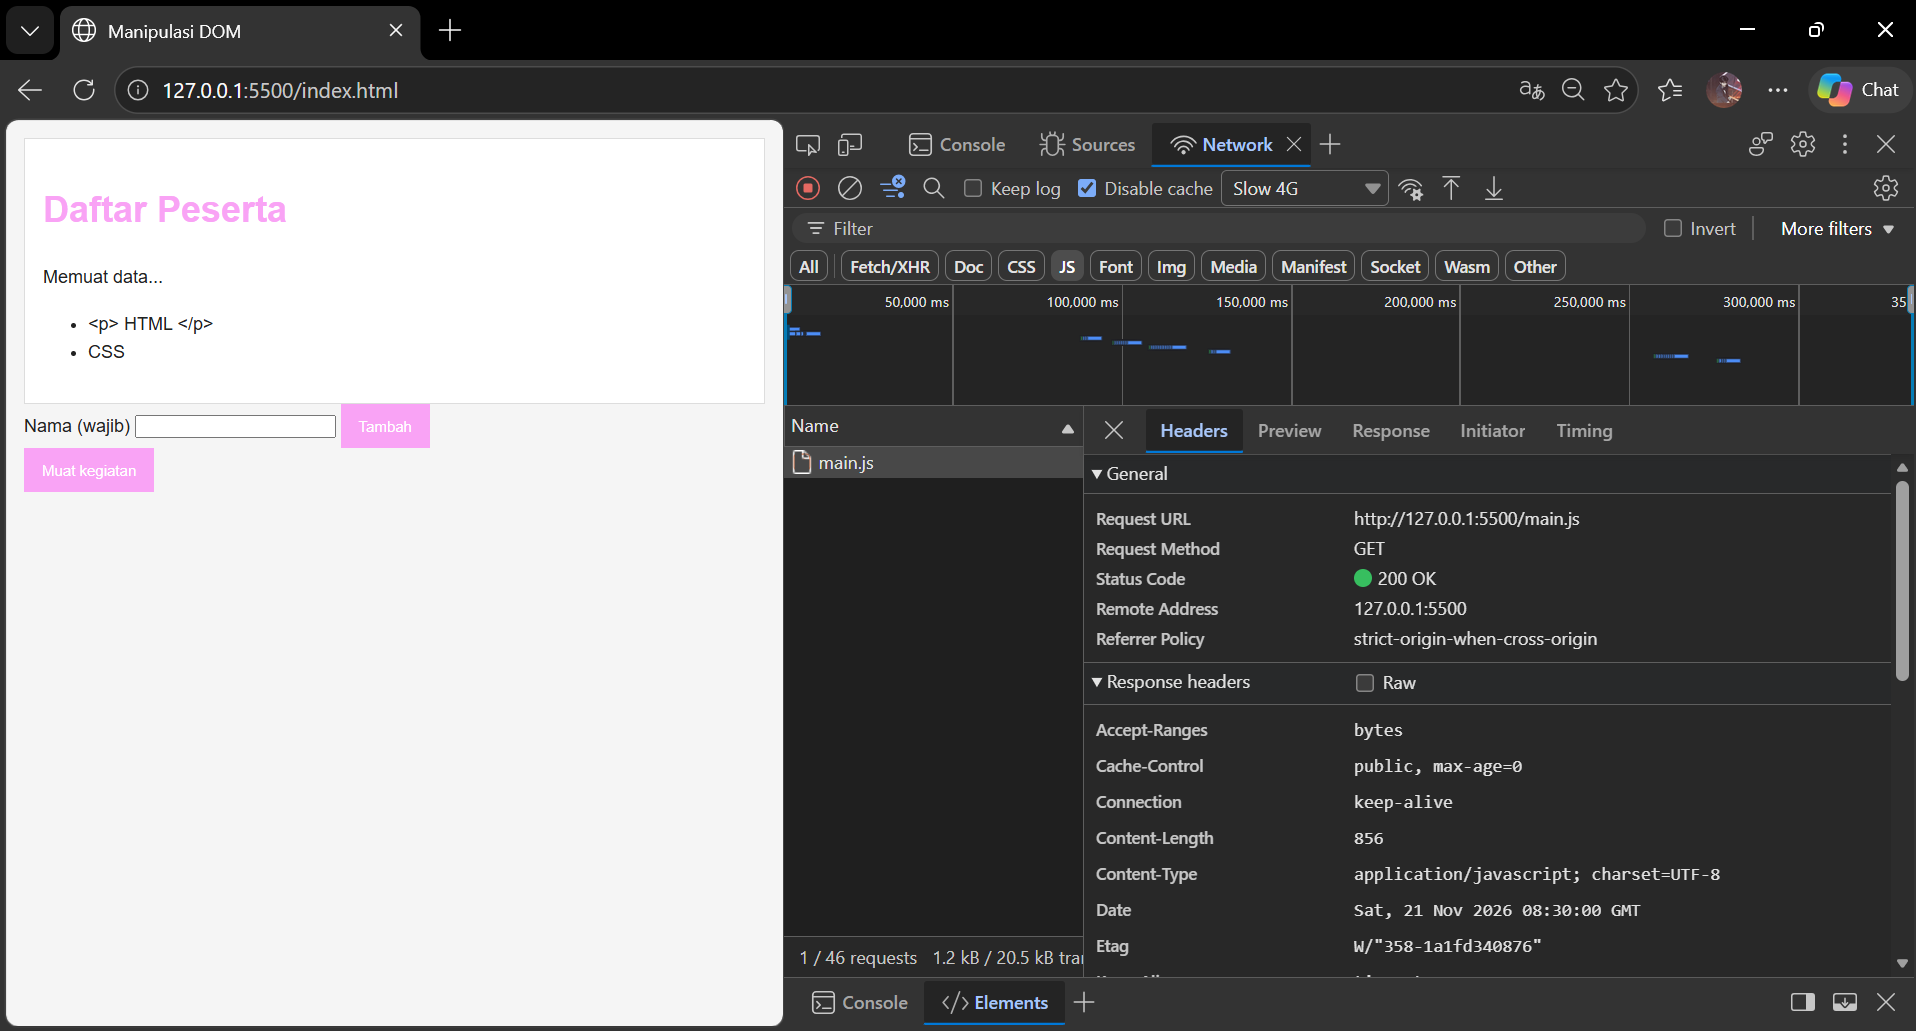 Manipulasi DOM
127.0.0.1:5500/index.html
Chat
Daftar Peserta
Memuat data...
<p> HTML </p>
CSS
Nama (wajib)
Tambah
Muat kegiatan
Console
Sources
Network
Keep log
Disable cache
Slow 4G
Filter
Invert
More filters
All
Fetch/XHR
Doc
CSS
JS
Font
Img
Media
Manifest
Socket
Wasm
Other
50,000 ms
100,000 ms
150,000 ms
200,000 ms
250,000 ms
300,000 ms
35
Name
main.js
Headers
Preview
Response
Initiator
Timing
General
Request URL http://127.0.0.1:5500/main.js
Request Method GET
Status Code 200 OK
Remote Address 127.0.0.1:5500
Referrer Policy strict-origin-when-cross-origin
Response headers Raw
Accept-Ranges bytes
Cache-Control public, max-age=0
Connection keep-alive
Content-Length 856
Content-Type application/javascript; charset=UTF-8
Date Sat, 21 Nov 2026 08:30:00 GMT
Etag W/"358-1a1fd340876"
1 / 46 requests 1.2 kB / 20.5 kB tra
Console
Elements